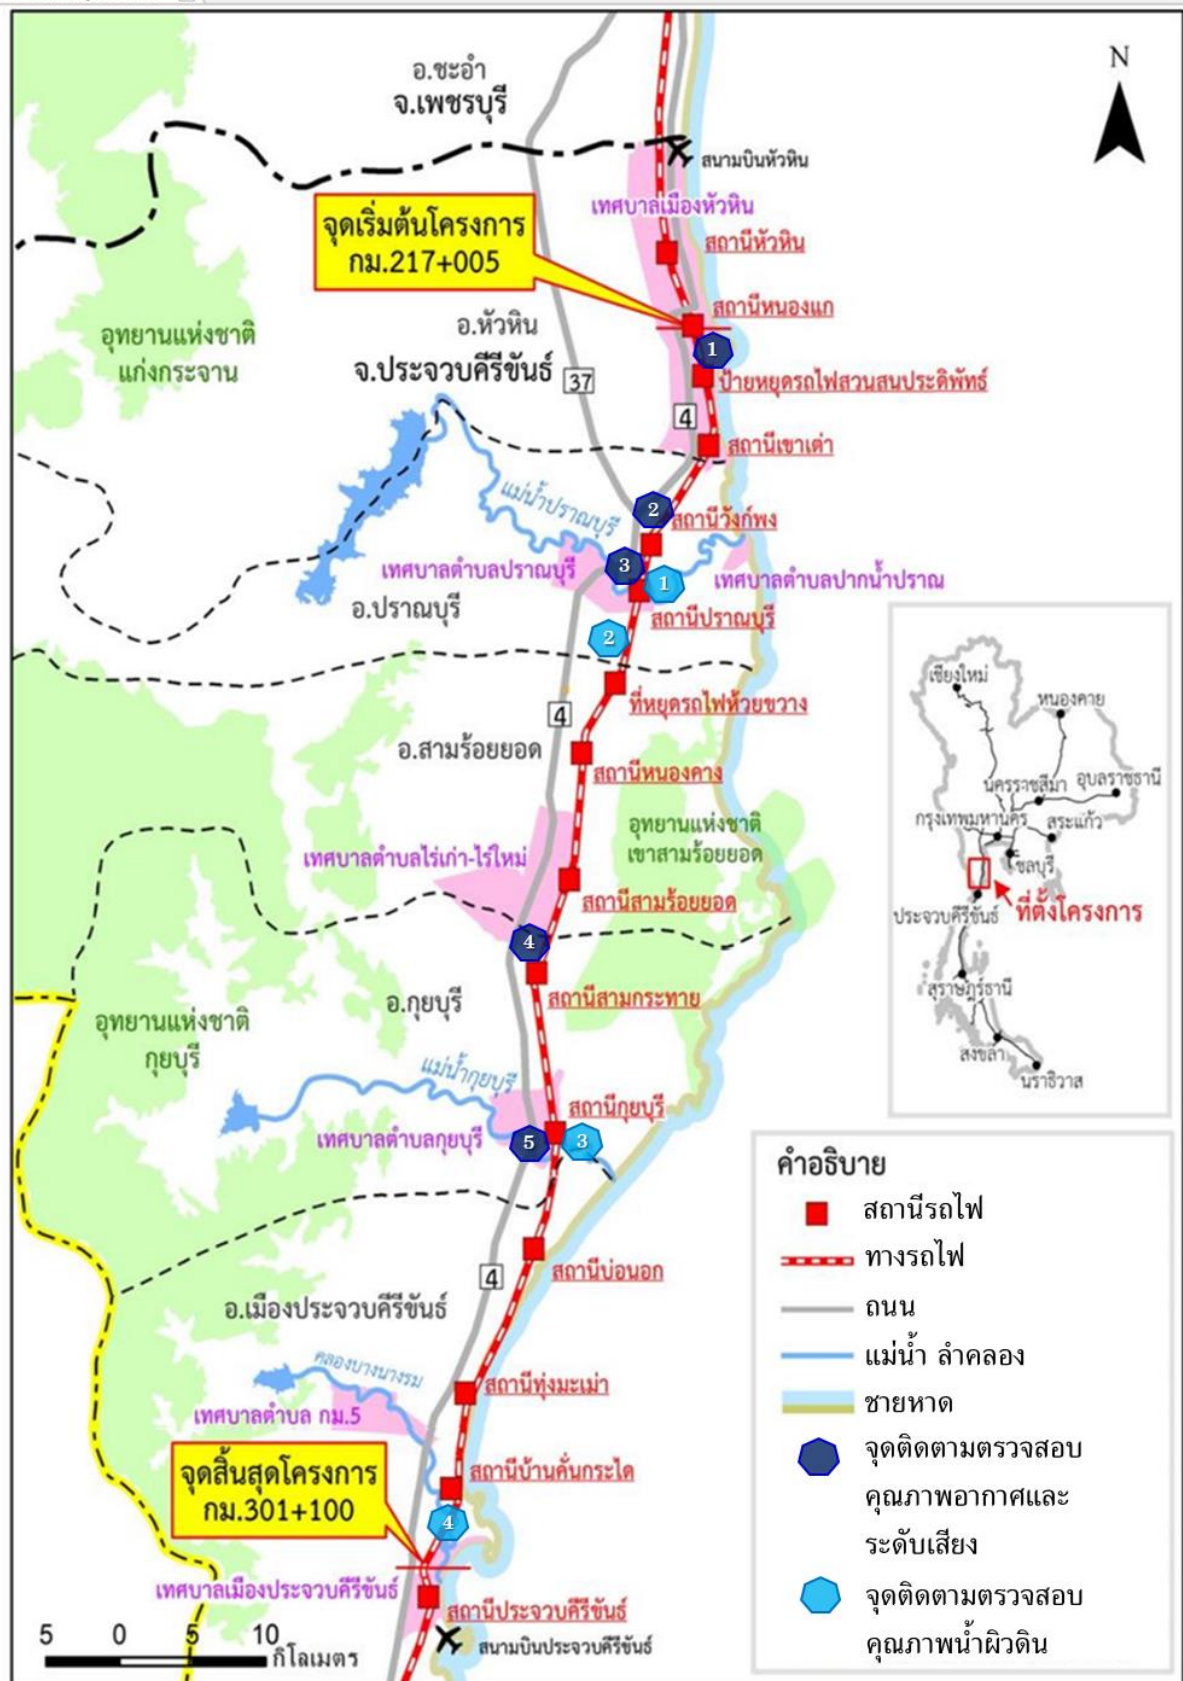 อ.ชะอำ
จ.เพชรบุรี
N
สนามบินหัวหิน
เทศบาลเมืองหัวหิน
จุดเริ่มต้นโครงการ
กม.217+005
สถานีหัวหิน
สถานีหนองแก
อ.หัวหิน
อุทยานแห่งชาติ
แก่งกระจาน
1
จ.ประจวบคีรีขันธ์
37
ป้ายหยุดรถไฟสวนสนประดิพัทธ์
4
สถานีเขาเต่า
แม่น้ำปราณบุรี
2
สถานีวังก์พง
เทศบาลตำบลปราณบุรี
3
1
เทศบาลตำบลปากน้ำปราณ
อ.ปราณบุรี
สถานีปราณบุรี
2
ที่หยุดรถไฟห้วยขวาง
4
อ.สามร้อยยอด
สถานีหนองคาง
อุทยานแห่งชาติ
เขาสามร้อยยอด
เทศบาลตำบลไร่เก่า-ไร่ใหม่
สถานีสามร้อยยอด
4
สถานีสามกระทาย
อ.กุยบุรี
อุทยานแห่งชาติ
กุยบุรี
แม่น้ำกุยบุรี
สถานีกุยบุรี
เทศบาลตำบลกุยบุรี
5
3
สถานีบ่อนอก
4
อ.เมืองประจวบคีรีขันธ์
คลองบางนางรม
สถานีทุ่งมะเม่า
เทศบาลตำบล กม.5
จุดสิ้นสุดโครงการ
กม.301+100
สถานีบ้านคั่นกระได
4
เทศบาลเมืองประจวบคีรีขันธ์
สถานีประจวบคีรีขันธ์
สนามบินประจวบคีรีขันธ์
5 0 5 10
กิโลเมตร
เชียงใหม่
หนองคาย
นครราชสีมา
อุบลราชธานี
กรุงเทพมหานคร
สระแก้ว
ชลบุรี
ประจวบคีรีขันธ์
ที่ตั้งโครงการ
สุราษฎร์ธานี
สงขลา
นราธิวาส
คำอธิบาย
สถานีรถไฟ
ทางรถไฟ
ถนน
แม่น้ำ ลำคลอง
ชายหาด
จุดติดตามตรวจสอบ
คุณภาพอากาศและ
ระดับเสียง
จุดติดตามตรวจสอบ
คุณภาพน้ำผิวดิน